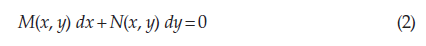 M(x, y) dx + N(x, y) dy = 0 (2)